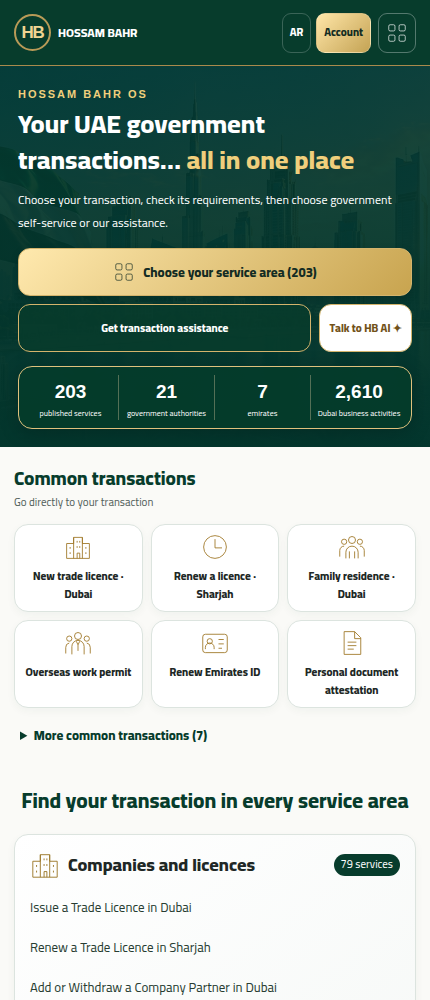 HB HOSSAM BAHR
AR
Account
HOSSAM BAHR OS
Your UAE government
transactions... all in one place
Choose your transaction, check its requirements, then choose government
self-service or our assistance.
Choose your service area (203)
Get transaction assistance
Talk to HB AI ✦
203
published services
21
government authorities
7
emirates
2,610
Dubai business activities
Common transactions
Go directly to your transaction
New trade licence ·
Dubai
Renew a licence ·
Sharjah
Family residence ·
Dubai
Overseas work permit
Renew Emirates ID
Personal document
attestation
▶ More common transactions (7)
Find your transaction in every service area
Companies and licences
79 services
Issue a Trade Licence in Dubai
Renew a Trade Licence in Sharjah
Add or Withdraw a Company Partner in Dubai